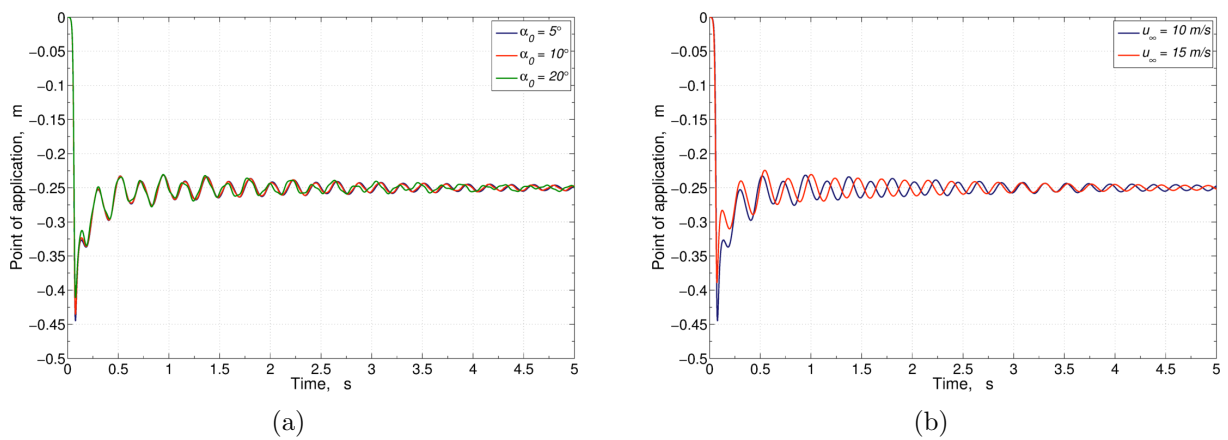 0
−0.05
−0.1
−0.15
−0.2
−0.25
−0.3
−0.35
−0.4
−0.45
−0.5
Point of application, m
α0 = 5°
α0 = 10°
α0 = 20°
0 0.5 1 1.5 2 2.5 3 3.5 4 4.5 5
Time, s
(a)
0
−0.05
−0.1
−0.15
−0.2
−0.25
−0.3
−0.35
−0.4
−0.45
−0.5
Point of application, m
u∞ = 10 m/s
u∞ = 15 m/s
0 0.5 1 1.5 2 2.5 3 3.5 4 4.5 5
Time, s
(b)